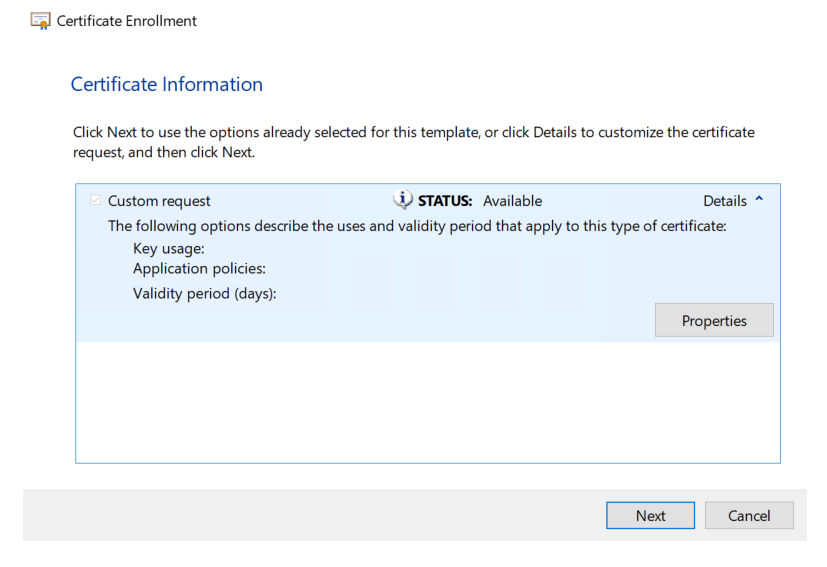 Certificate Enrollment
Certificate Information
Click Next to use the options already selected for this template, or click Details to customize the certificate
request, and then click Next.
Custom request STATUS: Available Details
The following options describe the uses and validity period that apply to this type of certificate:
Key usage:
Application policies:
Validity period (days):
Properties
Next Cancel